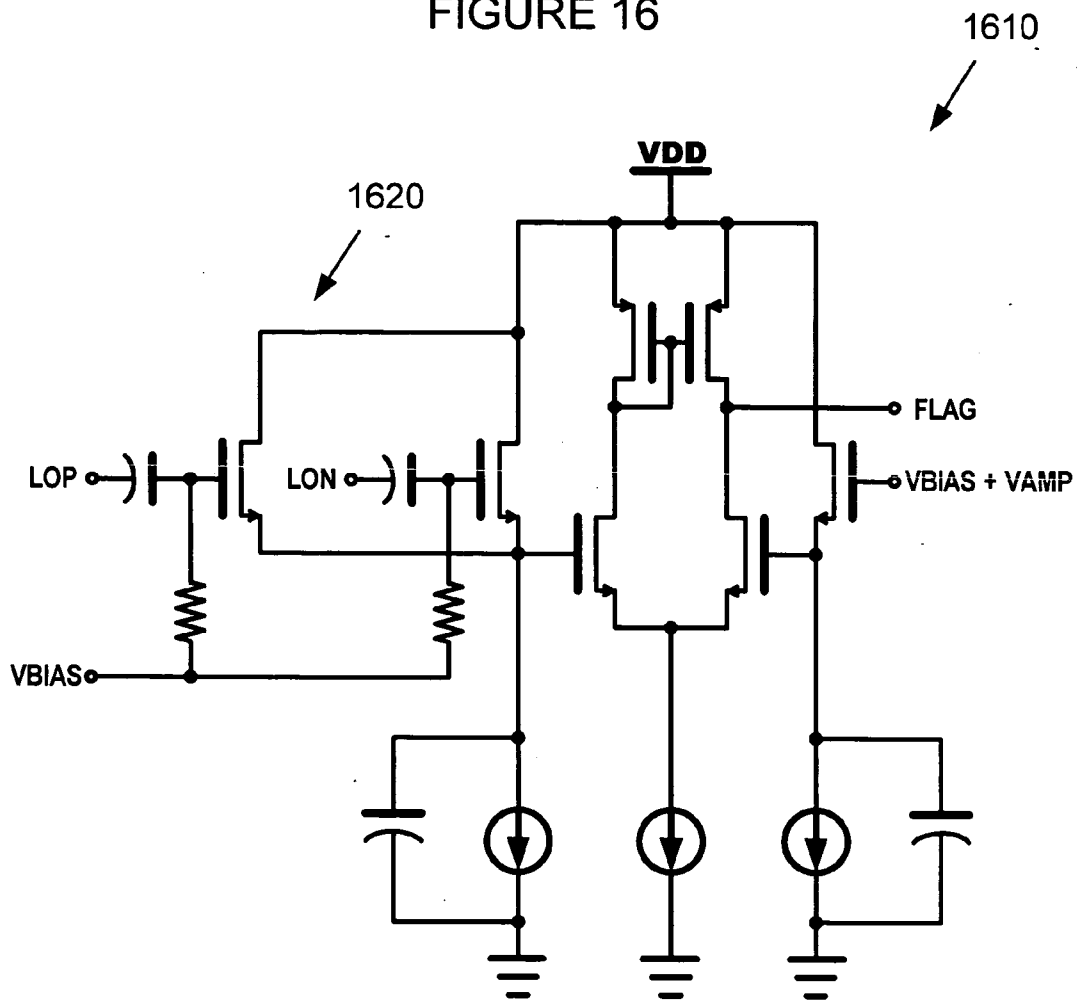 FIGURE 16
1610
VDD
1620
FLAG
LOP
LON
VBIAS + VAMP
VBIAS